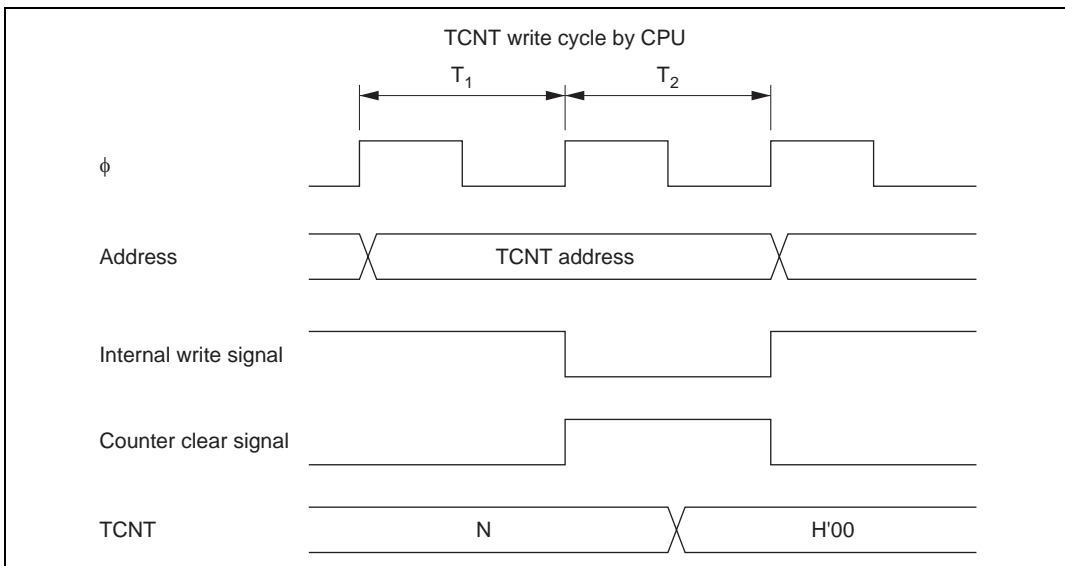 TCNT write cycle by CPU
T1 T2
ϕ
Address TCNT address
Internal write signal
Counter clear signal
TCNT N H'00